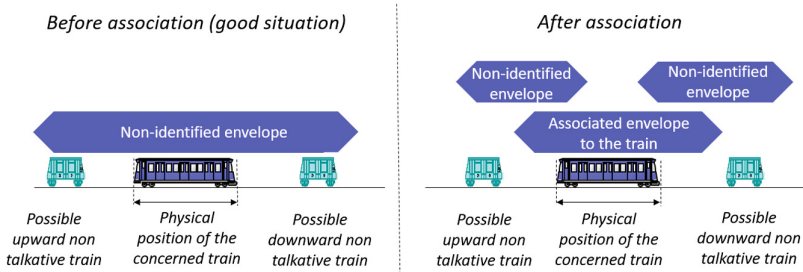 Before association (good situation)
Non-identified envelope
Possible
upward non
talkative train
Physical
position of the
concerned train
Possible
downward non
talkative train
After association
Non-identified
envelope
Non-identified
envelope
Associated envelope
to the train
Possible
upward non
talkative train
Physical
position of the
concerned train
Possible
downward non
talkative train